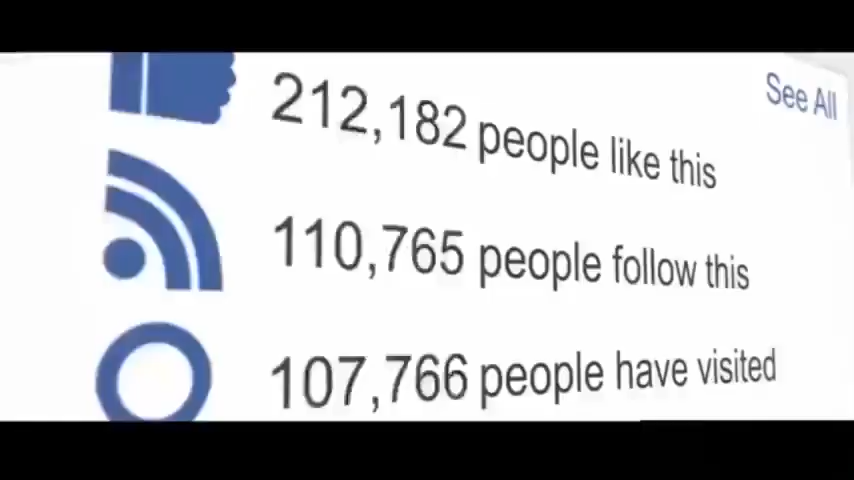 See All
212,182 people like this
110,765 people follow this
107,766 people have visited